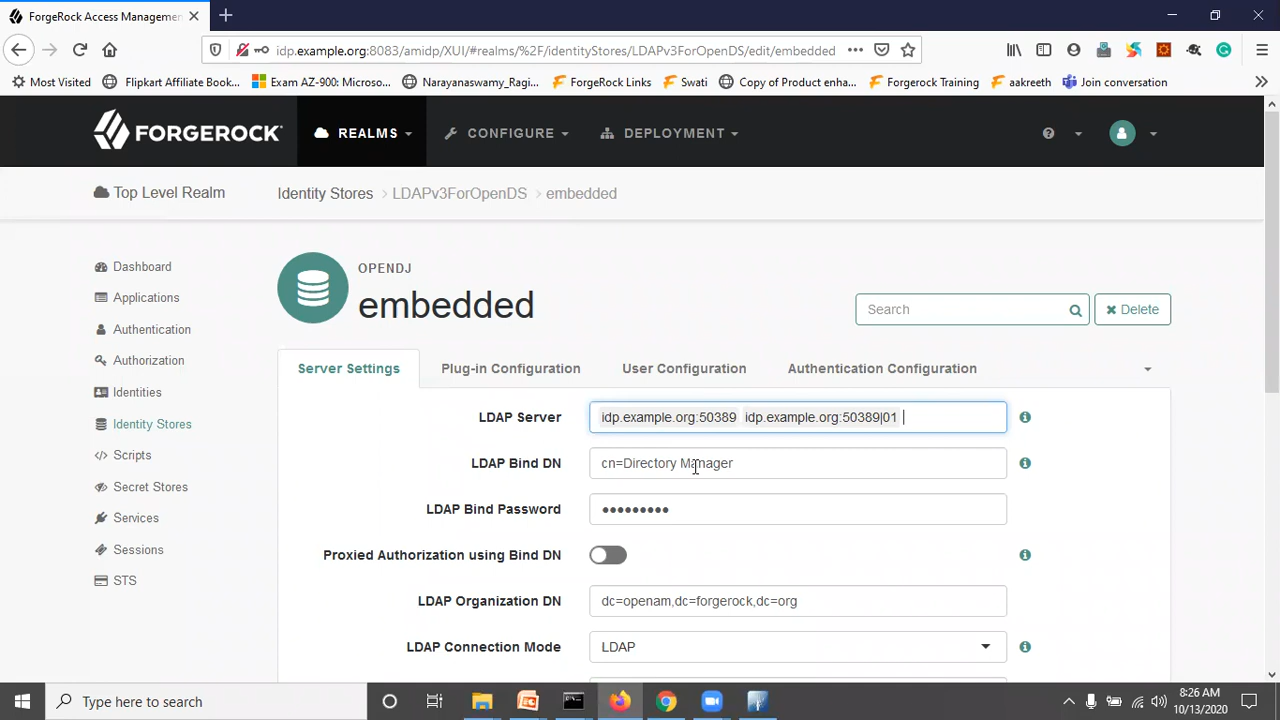 ForgeRock Access Managemen
idp.example.org:8083/amidp/XUI/#realms/%2F/identityStores/LDAPv3ForOpenDS/edit/embedded
Most Visited Flipkart Affiliate Book... Exam AZ-900: Microso... Narayanaswamy_Ragi... ForgeRock Links Swati Copy of Product enha... Forgerock Training aakreeth Join conversation
FORGEROCK REALMS CONFIGURE DEPLOYMENT
Top Level Realm Identity Stores > LDAPv3ForOpenDS > embedded
Dashboard
Applications
Authentication
Authorization
Identities
Identity Stores
Scripts
Secret Stores
Services
Sessions
STS
OPENDJ
embedded
Search Delete
Server Settings Plug-in Configuration User Configuration Authentication Configuration
LDAP Server idp.example.org:50389 idp.example.org:50389|01
LDAP Bind DN cn=Directory Manager
LDAP Bind Password •••••••••
Proxied Authorization using Bind DN
LDAP Organization DN dc=openam,dc=forgerock,dc=org
LDAP Connection Mode LDAP
Type here to search
8:26 AM
10/13/2020